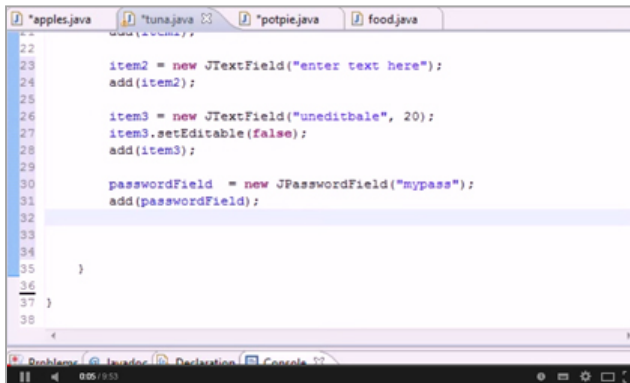 *apples.java *tuna.java *potpie.java food.java
21 add(item1);
22
23 item2 = new JTextField("enter text here");
24 add(item2);
25
26 item3 = new JTextField("uneditbale", 20);
27 item3.setEditable(false);
28 add(item3);
29
30 passwordField = new JPasswordField("mypass");
31 add(passwordField);
32
33
34
35 }
36
37 }
38
Problems @ Javadoc Declaration Console
0:05 / 9:53